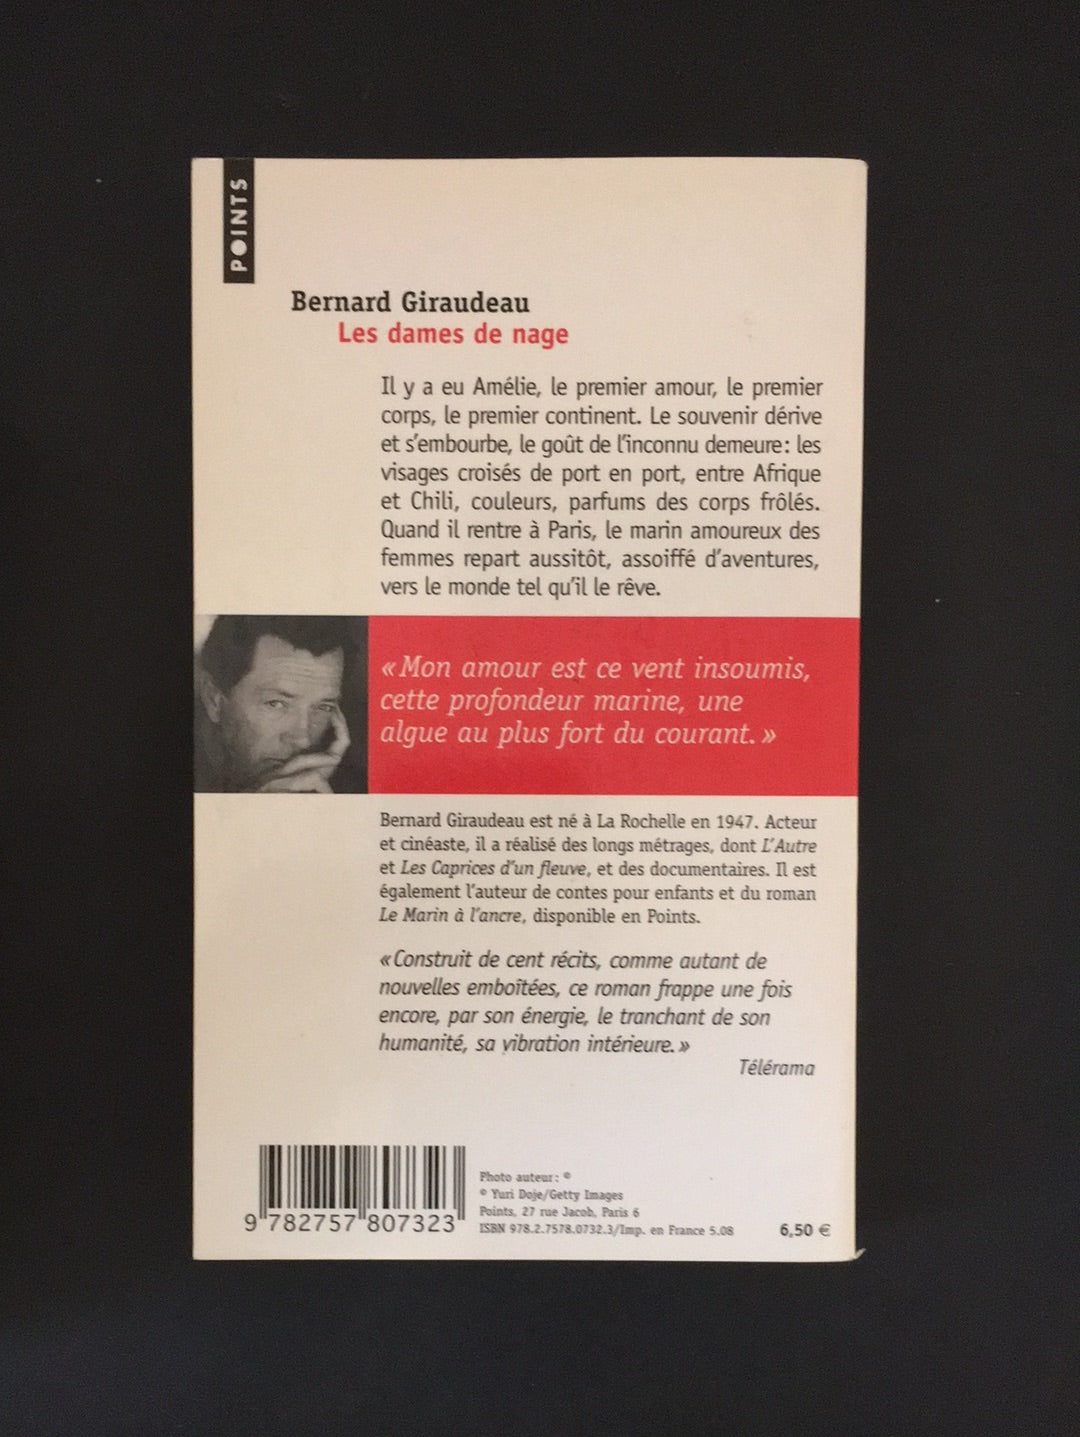 POINTS
Bernard Giraudeau
Les dames de nage
Il y a eu Amélie, le premier amour, le premier
corps, le premier continent. Le souvenir dérive
et s'embourbe, le goût de l'inconnu demeure : les
visages croisés de port en port, entre Afrique
et Chili, couleurs, parfums des corps frôlés.
Quand il rentre à Paris, le marin amoureux des
femmes repart aussitôt, assoiffé d'aventures,
vers le monde tel qu'il le rêve.
« Mon amour est ce vent insoumis,
cette profondeur marine, une
algue au plus fort du courant. »
Bernard Giraudeau est né à La Rochelle en 1947. Acteur
et cinéaste, il a réalisé des longs métrages, dont L'Autre
et Les Caprices d'un fleuve, et des documentaires. Il est
également l'auteur de contes pour enfants et du roman
Le Marin à l'ancre, disponible en Points.
« Construit de cent récits, comme autant de
nouvelles emboîtées, ce roman frappe une fois
encore, par son énergie, le tranchant de son
humanité, sa vibration intérieure. »
Télérama
9 782757 807323
Photo auteur : ©
© Yuri Doje/Getty Images
Points, 27 rue Jacob, Paris 6
ISBN 978.2.7578.0732.3/Imp. en France 5.08
6,50 €